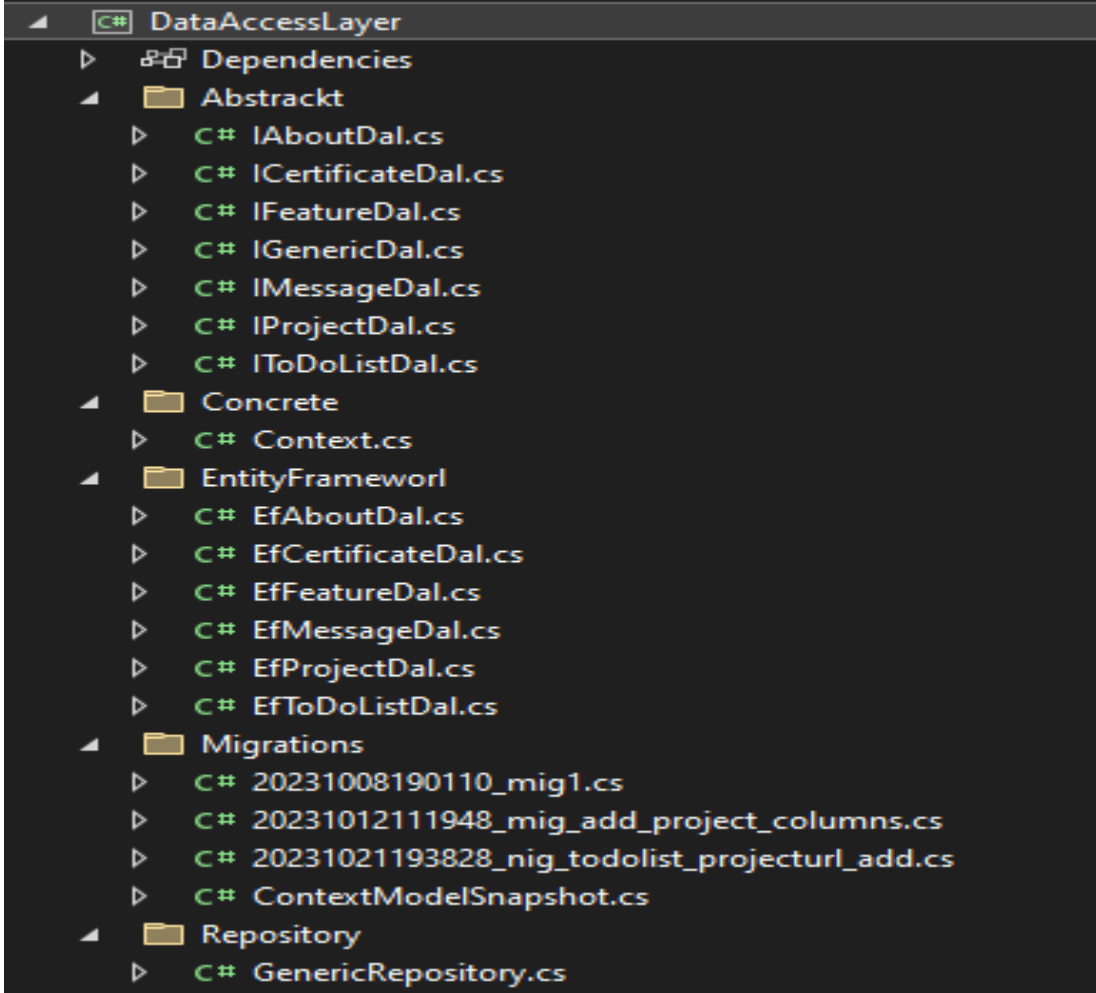 C# DataAccessLayer
Dependencies
Abstrackt
C# IAboutDal.cs
C# ICertificateDal.cs
C# IFeatureDal.cs
C# IGenericDal.cs
C# IMessageDal.cs
C# IProjectDal.cs
C# IToDoListDal.cs
Concrete
C# Context.cs
EntityFrameworl
C# EfAboutDal.cs
C# EfCertificateDal.cs
C# EfFeatureDal.cs
C# EfMessageDal.cs
C# EfProjectDal.cs
C# EfToDoListDal.cs
Migrations
C# 20231008190110_mig1.cs
C# 20231012111948_mig_add_project_columns.cs
C# 20231021193828_nig_todolist_projecturl_add.cs
C# ContextModelSnapshot.cs
Repository
C# GenericRepository.cs